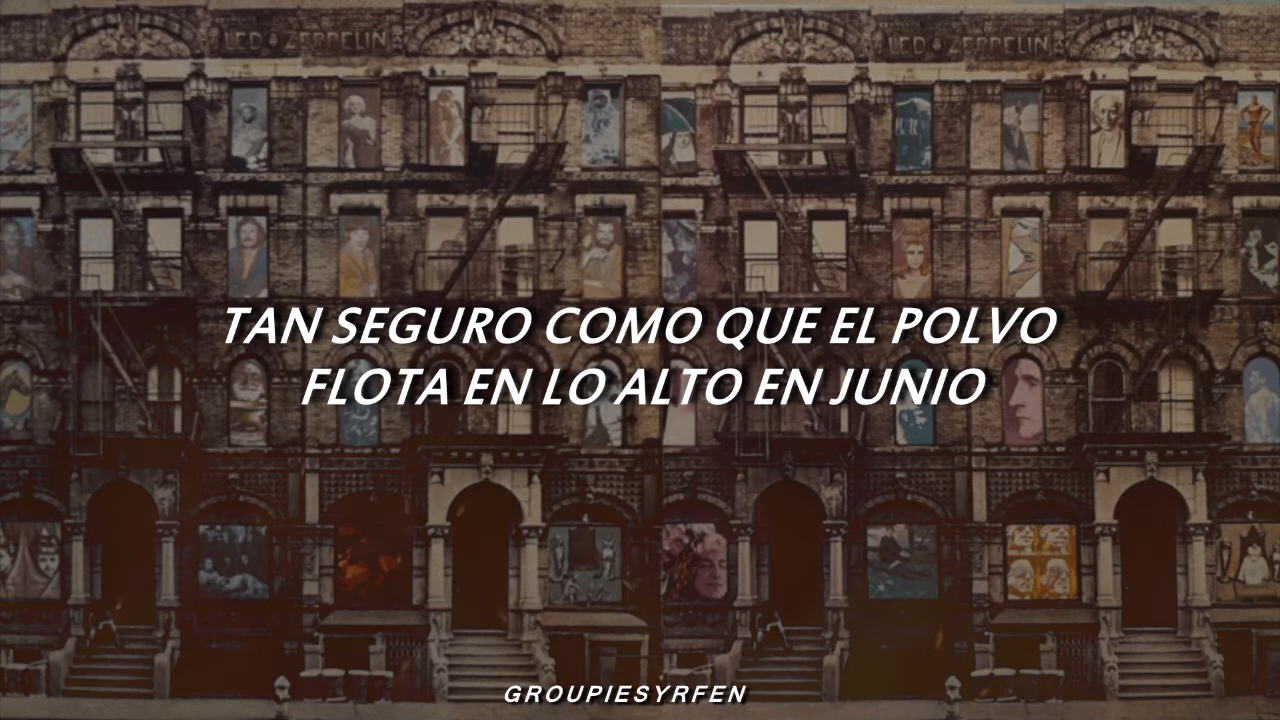 LED ZEPPELIN LED ZEPPELIN
TAN SEGURO COMO QUE EL POLVO
FLOTA EN LO ALTO EN JUNIO
GROUPIESYRFEN